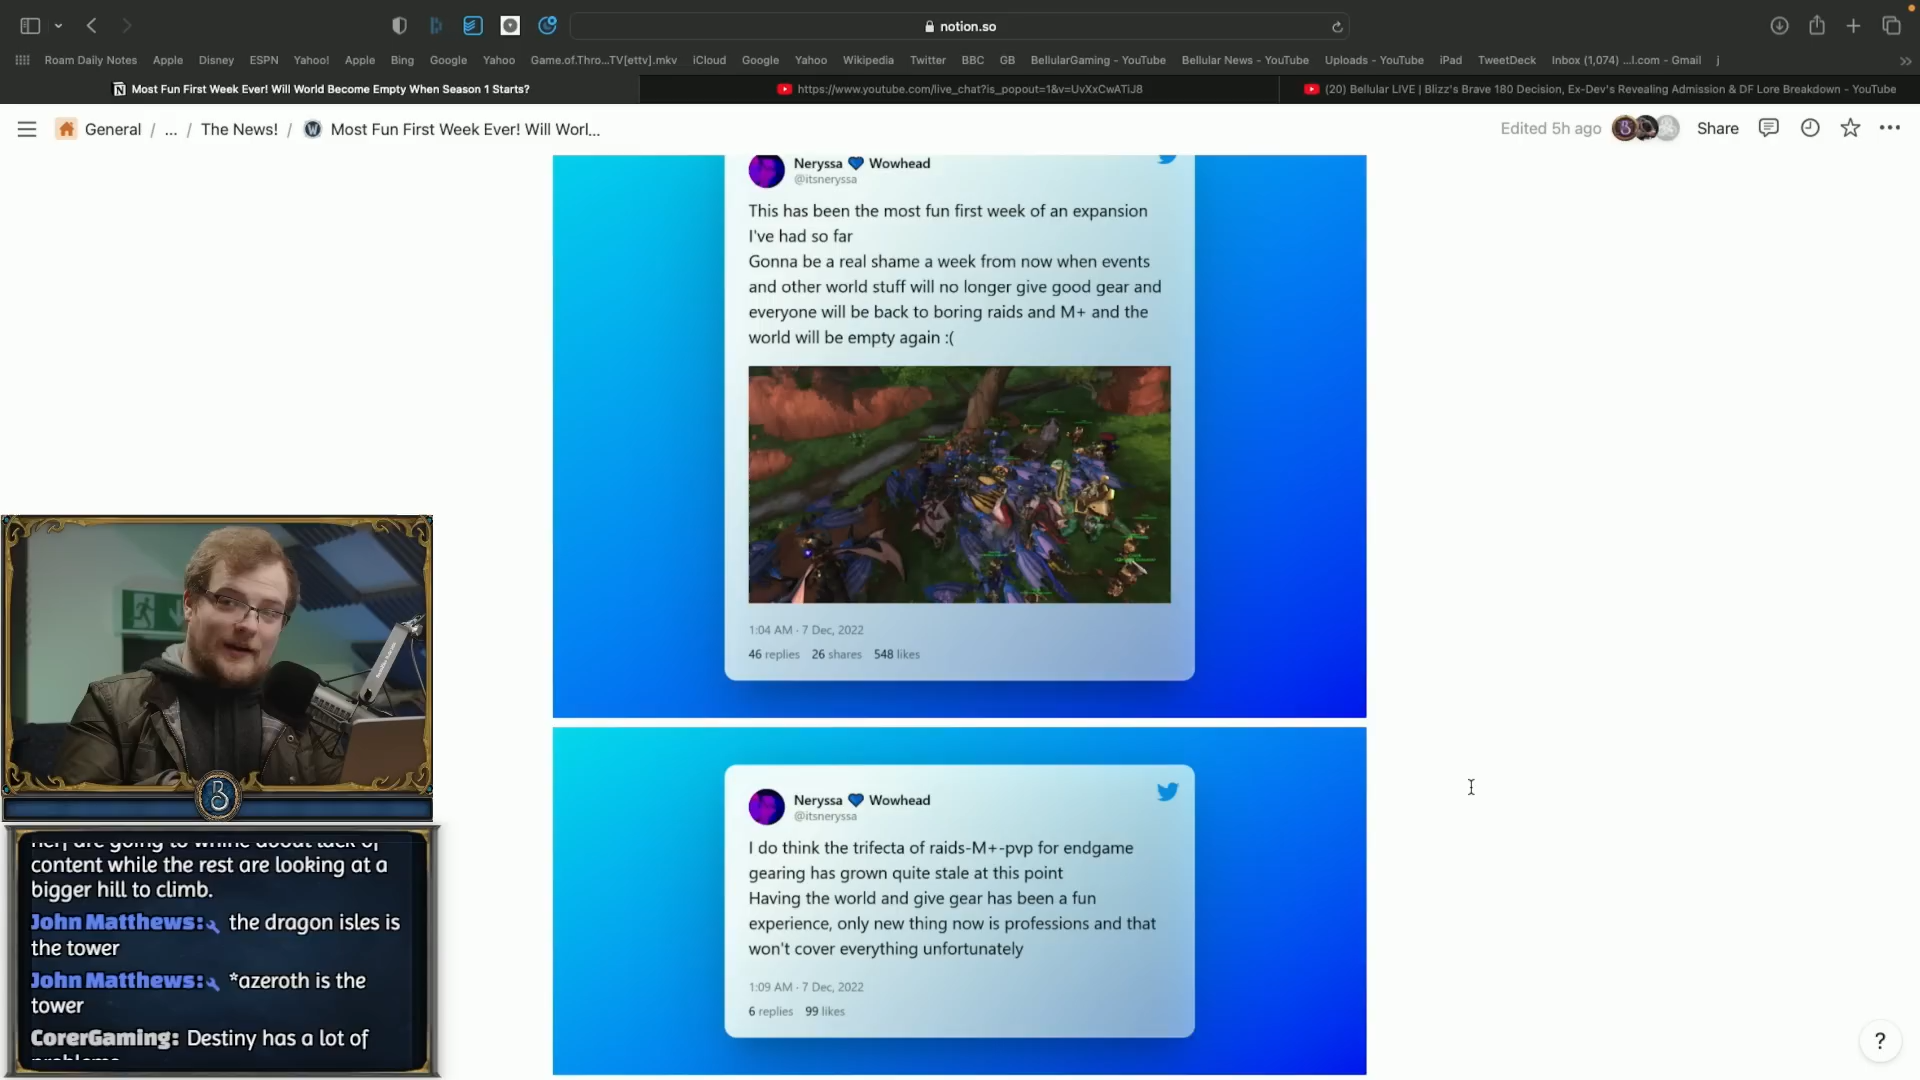 notion.so
Roam Daily Notes Apple Disney ESPN Yahoo! Apple Bing Google Yahoo Game.of.Thro...TV[ettv].mkv iCloud Google Yahoo Wikipedia Twitter BBC GB BellularGaming - YouTube Bellular News - YouTube Uploads - YouTube iPad TweetDeck Inbox (1,074) ...l.com - Gmail j
Most Fun First Week Ever! Will World Become Empty When Season 1 Starts? https://www.youtube.com/live_chat?is_popout=1&v=UvXxCwATiJ8 (20) Bellular LIVE | Blizz's Brave 180 Decision, Ex-Dev's Revealing Admission & DF Lore Breakdown - YouTube
General / ... / The News! / Most Fun First Week Ever! Will Worl... Edited 5h ago Share
Neryssa 💙 Wowhead
@itsneryssa
This has been the most fun first week of an expansion
I've had so far
Gonna be a real shame a week from now when events
and other world stuff will no longer give good gear and
everyone will be back to boring raids and M+ and the
world will be empty again :(
1:04 AM · 7 Dec, 2022
46 replies 26 shares 548 likes
Neryssa 💙 Wowhead
@itsneryssa
I do think the trifecta of raids-M+-pvp for endgame
gearing has grown quite stale at this point
Having the world and give gear has been a fun
experience, only new thing now is professions and that
won't cover everything unfortunately
1:09 AM · 7 Dec, 2022
6 replies 99 likes
are going to whine about lack of
content while the rest are looking at a
bigger hill to climb.
John Matthews: the dragon isles is
the tower
John Matthews: *azeroth is the
tower
CorerGaming: Destiny has a lot of
problems
?